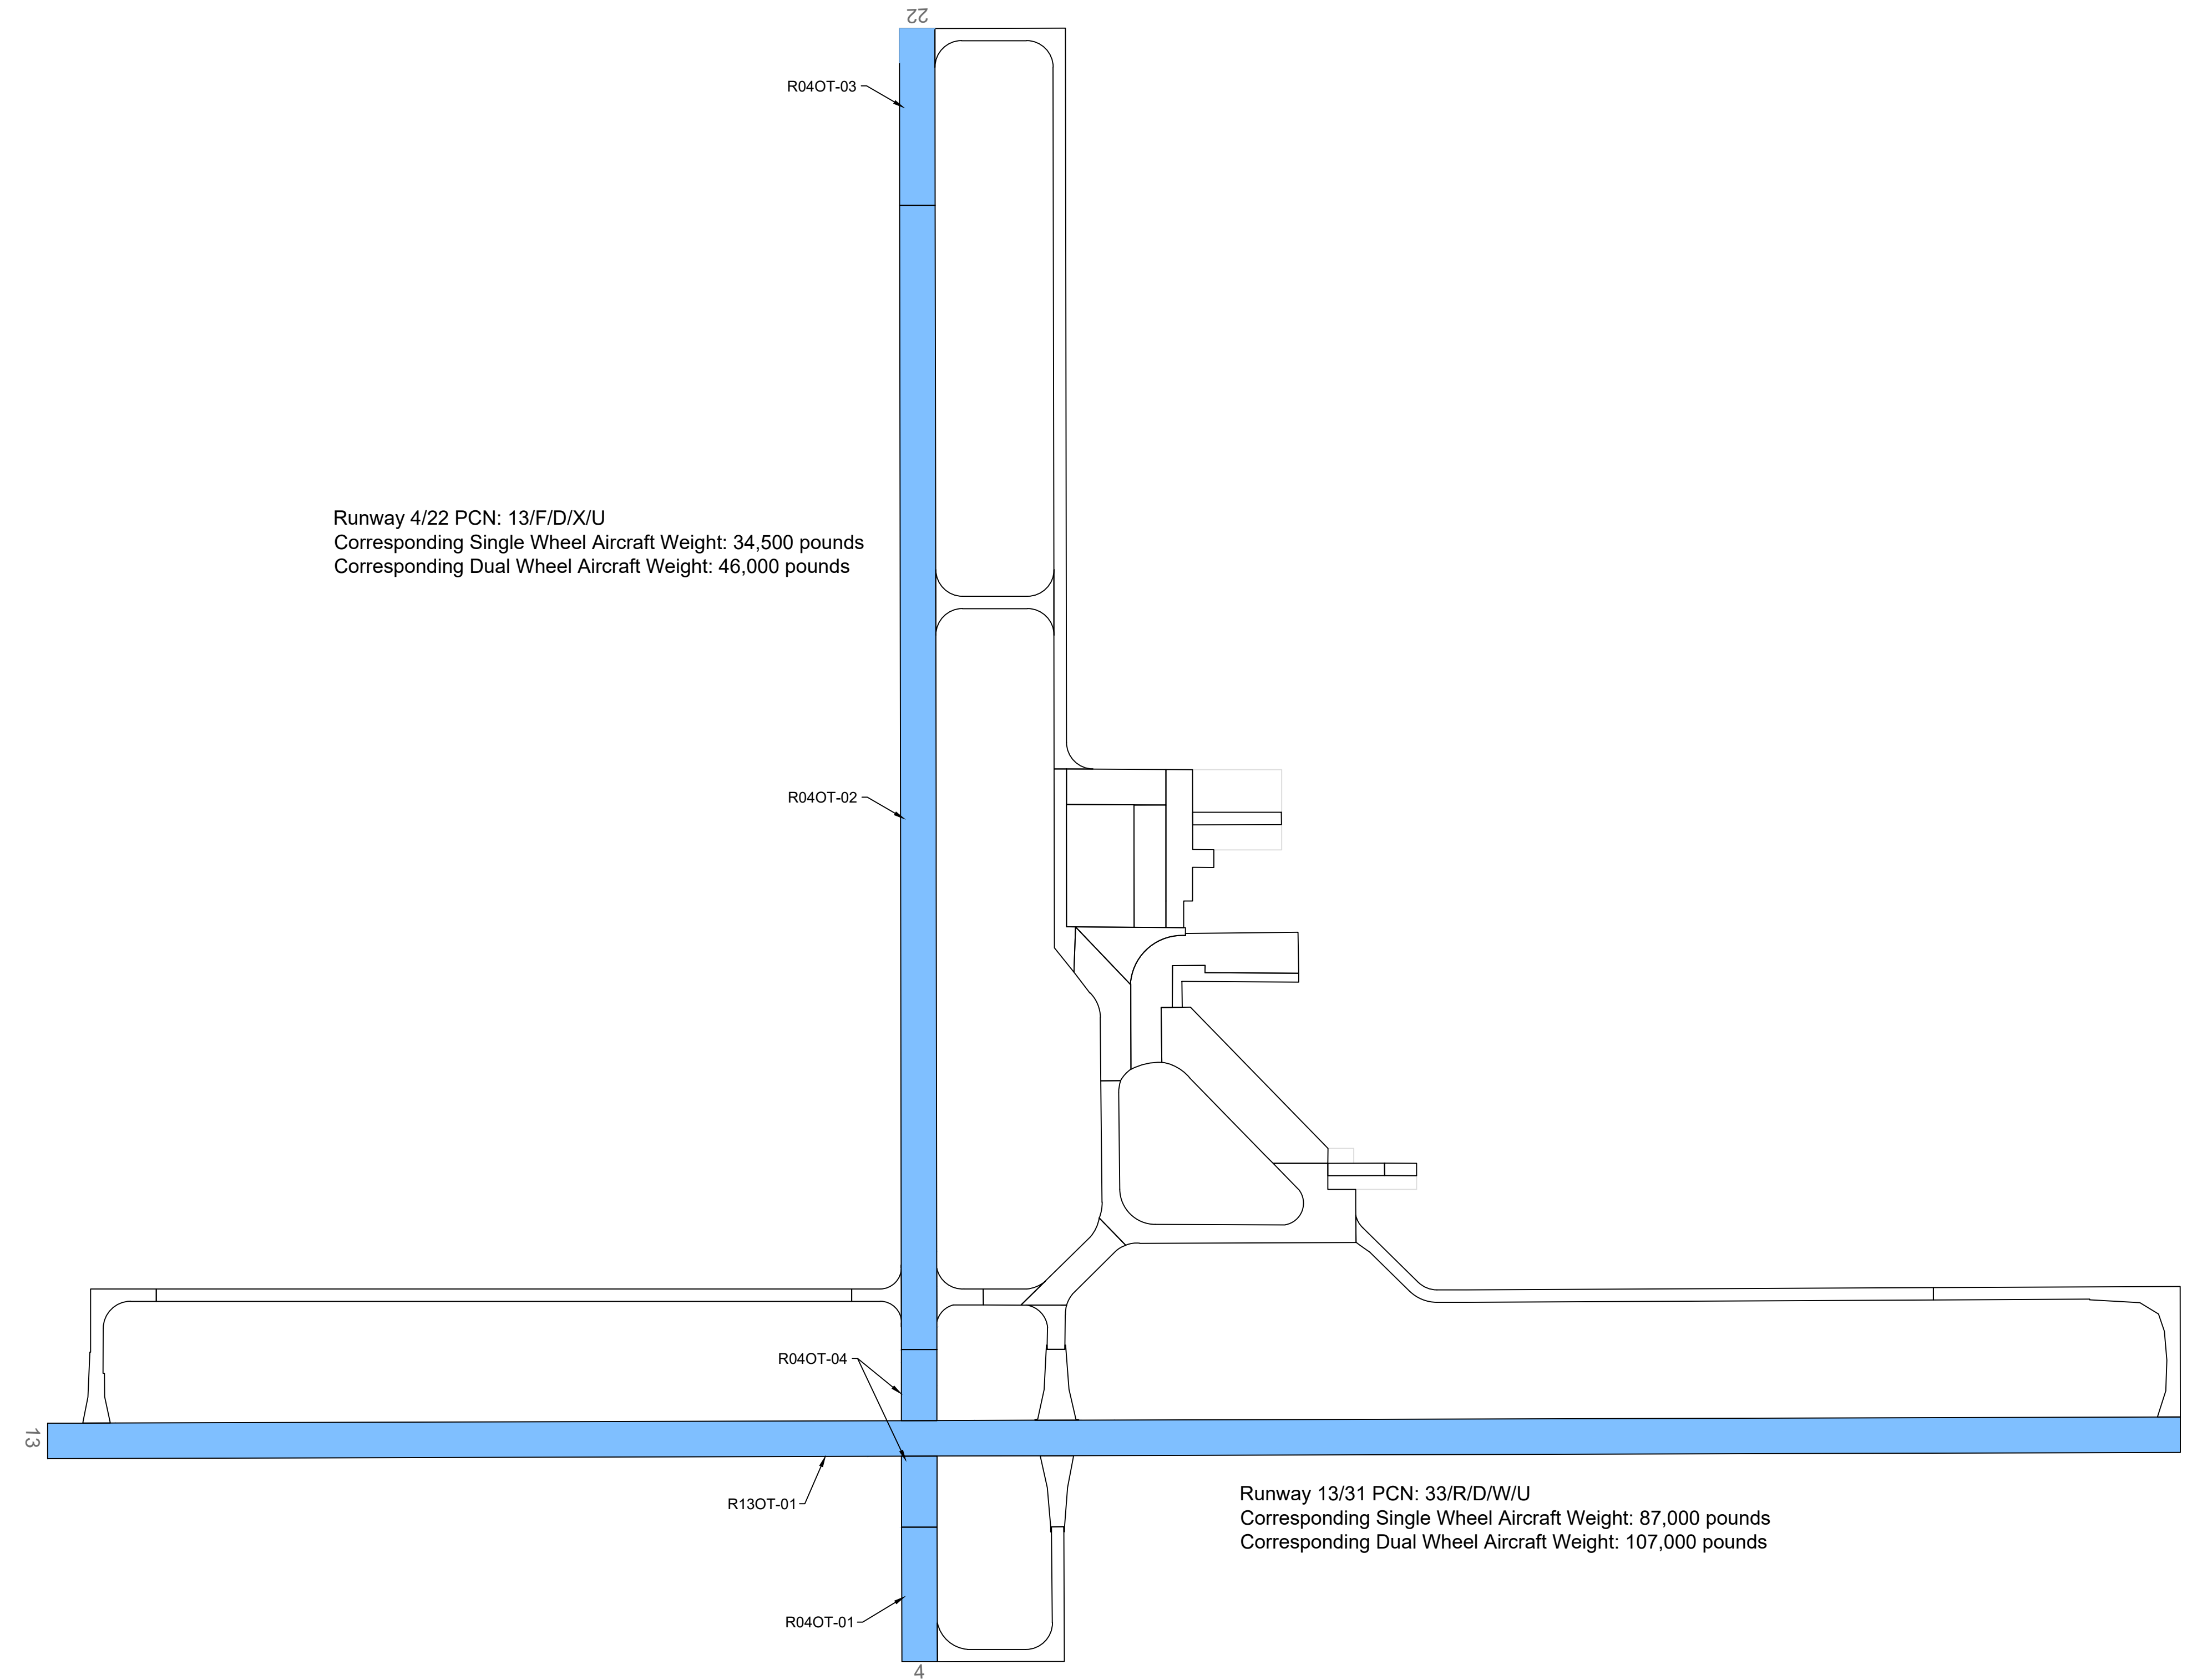 22
R04OT-03
Runway 4/22 PCN: 13/F/D/X/U
Corresponding Single Wheel Aircraft Weight: 34,500 pounds
Corresponding Dual Wheel Aircraft Weight: 46,000 pounds
R04OT-02
R04OT-04
13
R13OT-01
Runway 13/31 PCN: 33/R/D/W/U
Corresponding Single Wheel Aircraft Weight: 87,000 pounds
Corresponding Dual Wheel Aircraft Weight: 107,000 pounds
R04OT-01
4